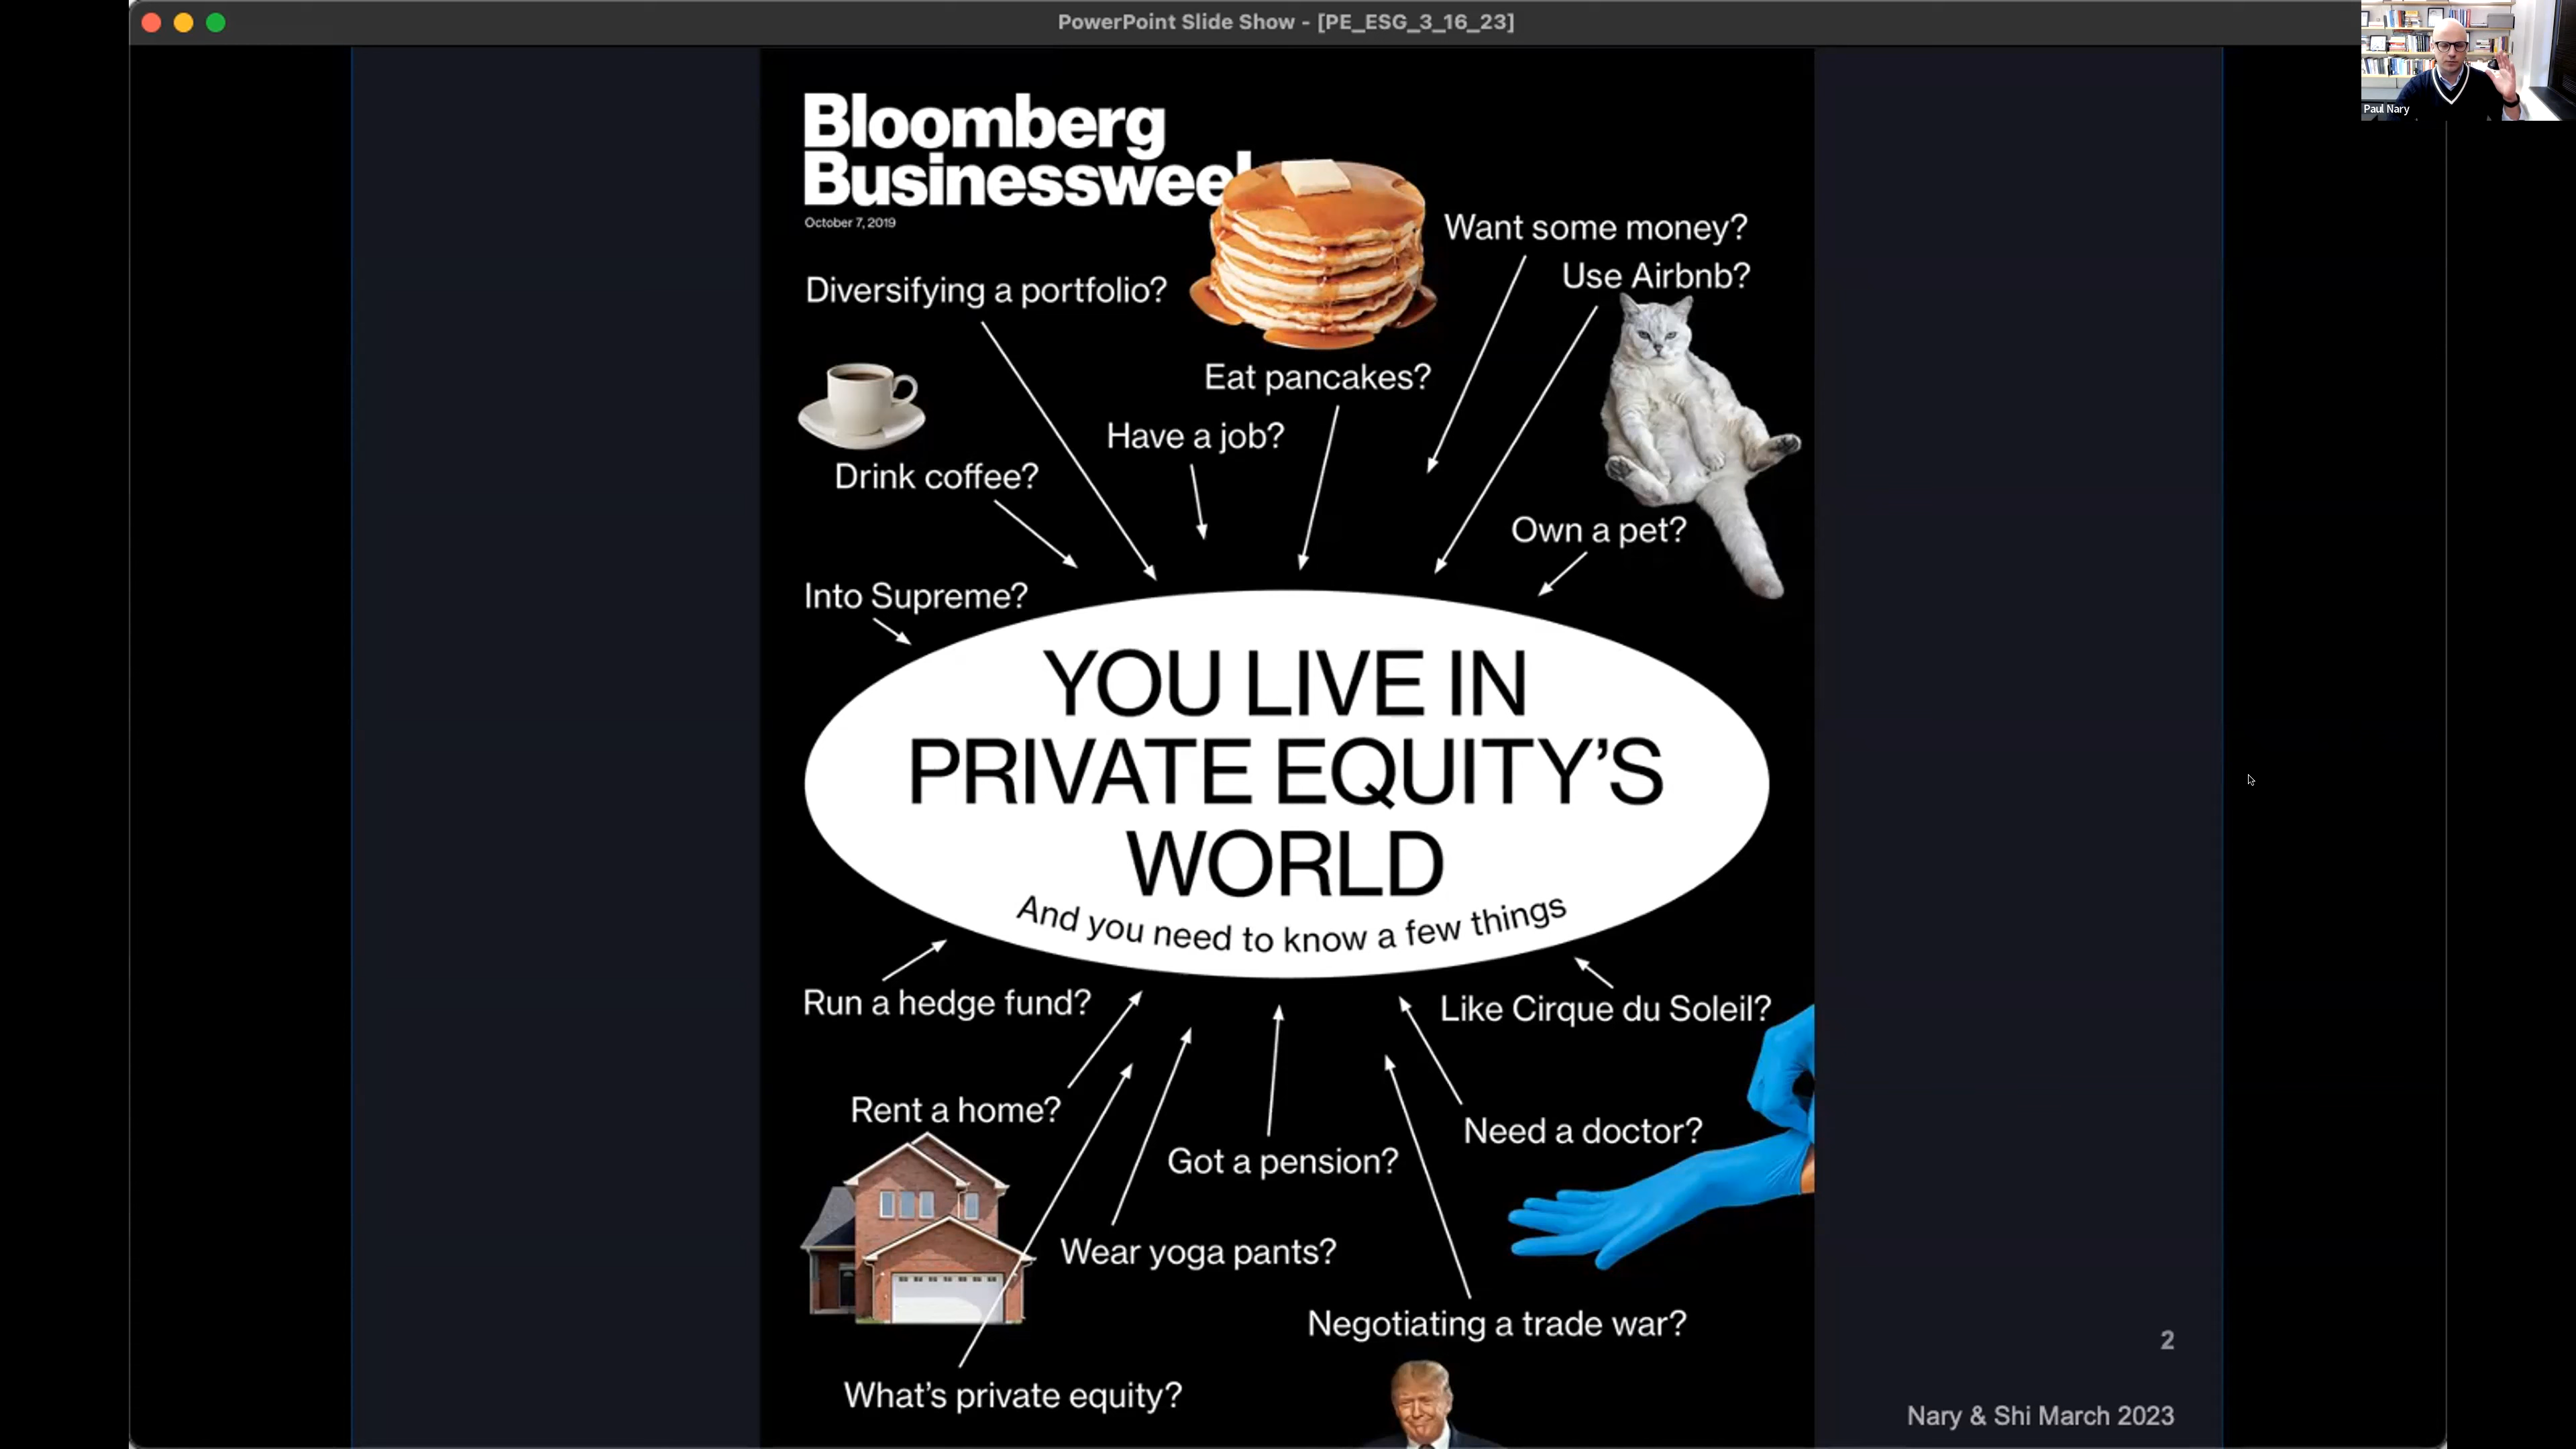 PowerPoint Slide Show - [PE_ESG_3_16_23]
Paul Nary
Bloomberg
Businessweek
October 7, 2019
Want some money?
Use Airbnb?
Diversifying a portfolio?
Eat pancakes?
Have a job?
Drink coffee?
Own a pet?
Into Supreme?
YOU LIVE IN
PRIVATE EQUITY'S
WORLD
And you need to know a few things
Run a hedge fund?
Like Cirque du Soleil?
Rent a home?
Need a doctor?
Got a pension?
Wear yoga pants?
Negotiating a trade war?
What's private equity?
2
Nary & Shi March 2023